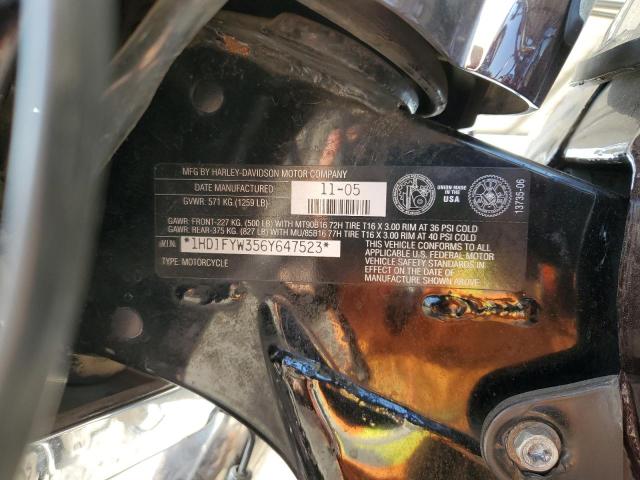 MFG BY HARLEY-DAVIDSON MOTOR COMPANY
DATE MANUFACTURED 11-05
GVWR: 571 KG (1259 LB)
UNION MADE IN THE USA
13735-06
GAWR: FRONT-227 KG (500 LB) WITH MT90B16 72H TIRE T16 X 3.00 RIM AT 36 PSI COLD
GAWR: REAR-375 KG (827 LB) WITH MU/85B16 77H TIRE T16 X 3.00 RIM AT 40 PSI COLD
V.I.N.: *1HD1FYW356Y647523*
TYPE: MOTORCYCLE
THIS VEHICLE CONFORMS TO ALL
APPLICABLE U.S. FEDERAL MOTOR
VEHICLE SAFETY STANDARDS
IN EFFECT ON THE DATE OF
MANUFACTURE SHOWN ABOVE.